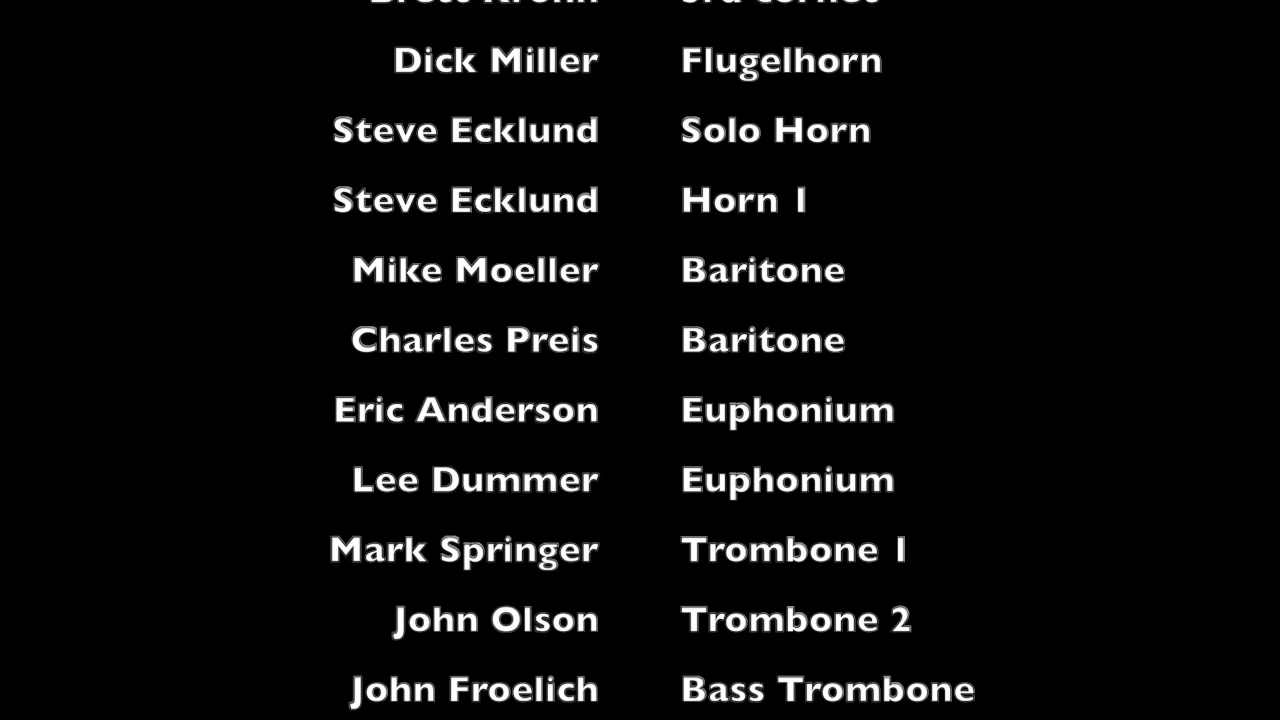 Dick Miller Flugelhorn
Steve Ecklund Solo Horn
Steve Ecklund Horn 1
Mike Moeller Baritone
Charles Preis Baritone
Eric Anderson Euphonium
Lee Dummer Euphonium
Mark Springer Trombone 1
John Olson Trombone 2
John Froelich Bass Trombone